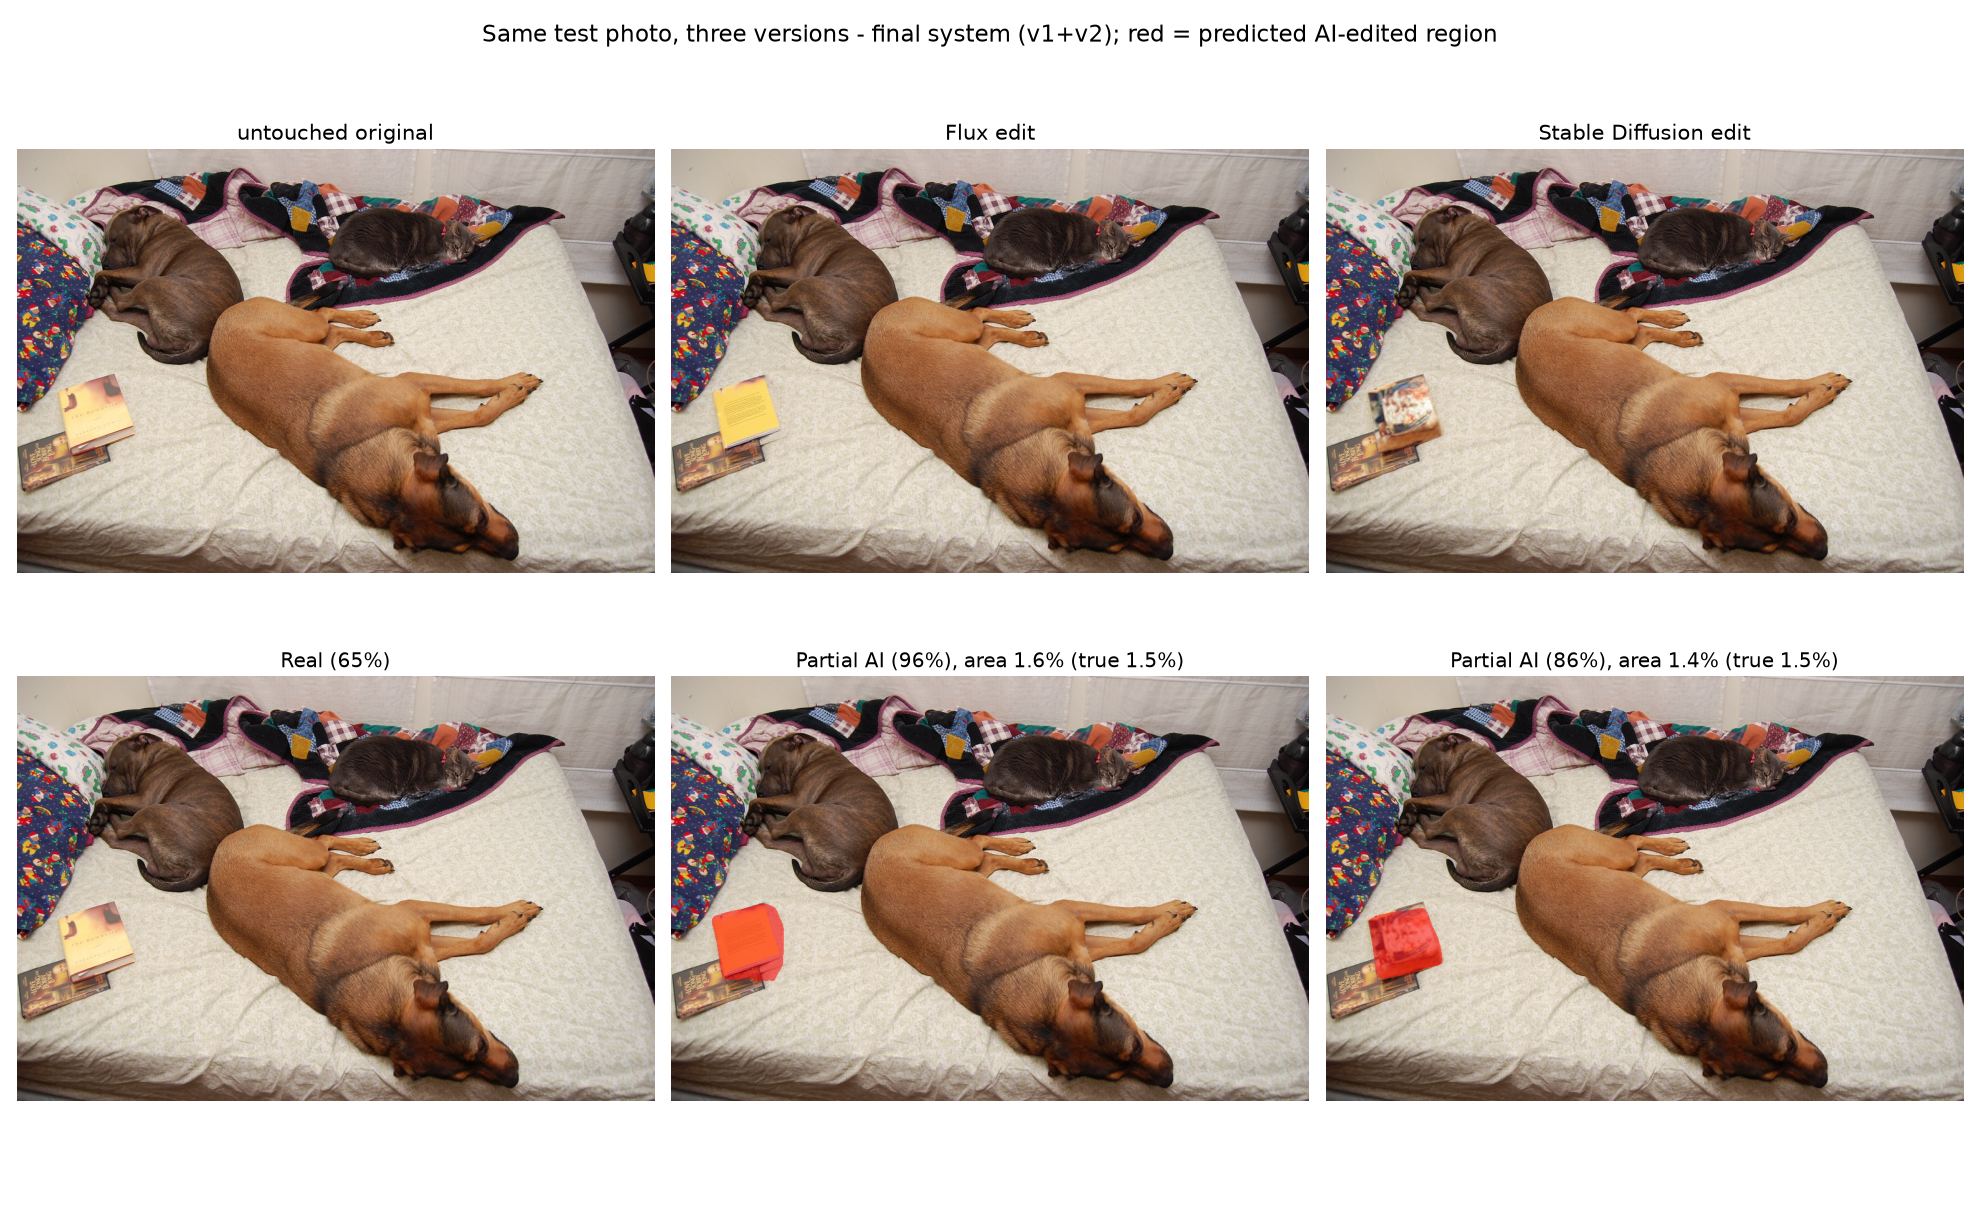 Same test photo, three versions - final system (v1+v2); red = predicted AI-edited region
untouched original
Flux edit
Stable Diffusion edit
Real (65%)
Partial AI (96%), area 1.6% (true 1.5%)
Partial AI (86%), area 1.4% (true 1.5%)